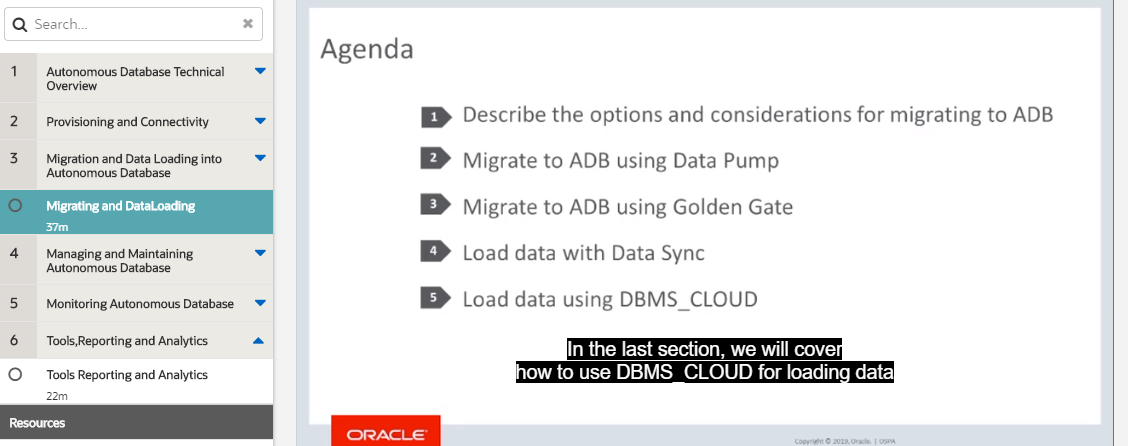 Search...
1 Autonomous Database Technical
Overview
2 Provisioning and Connectivity
3 Migration and Data Loading into
Autonomous Database
Migrating and DataLoading
37m
4 Managing and Maintaining
Autonomous Database
5 Monitoring Autonomous Database
6 Tools,Reporting and Analytics
Tools Reporting and Analytics
22m
Resources
Agenda
1 Describe the options and considerations for migrating to ADB
2 Migrate to ADB using Data Pump
3 Migrate to ADB using Golden Gate
4 Load data with Data Sync
5 Load data using DBMS_CLOUD
In the last section, we will cover
how to use DBMS_CLOUD for loading data
ORACLE
Copyright © 2019, Oracle. | OSPA